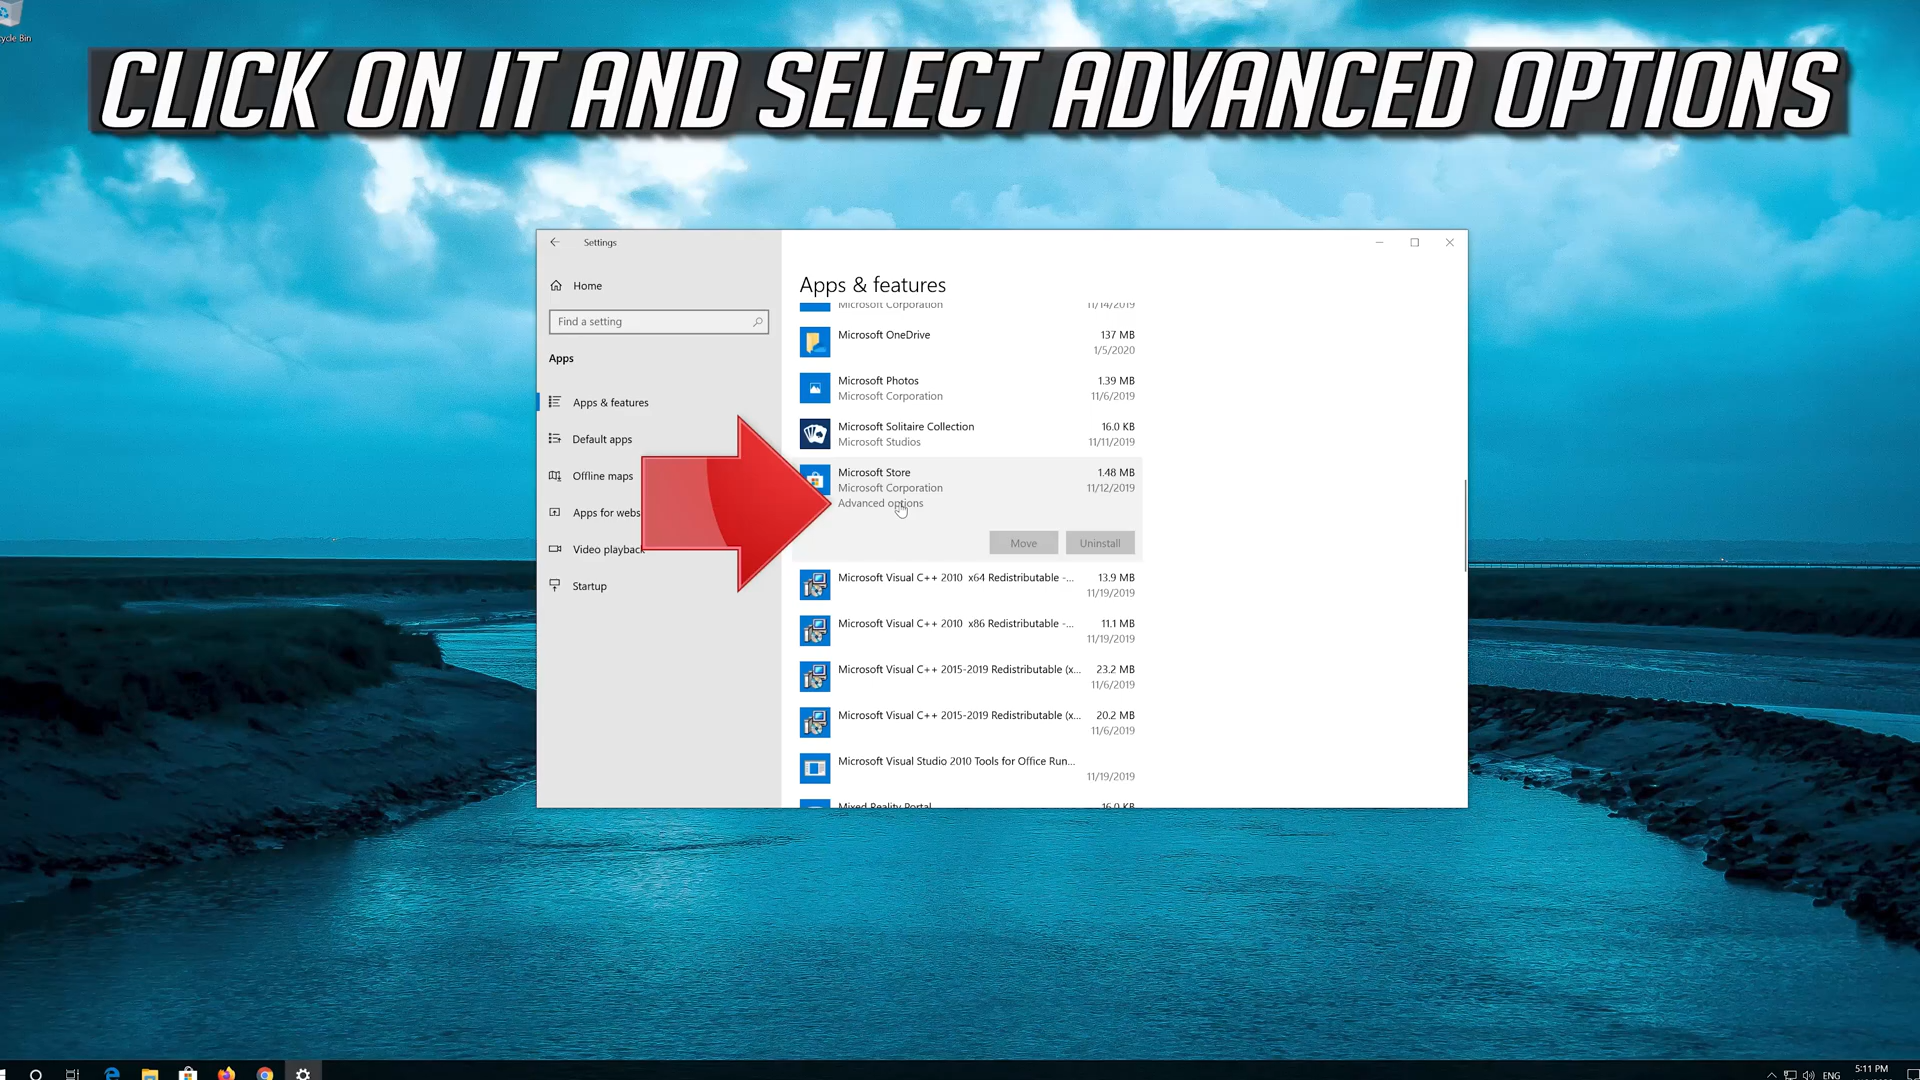 cycle Bin
CLICK ON IT AND SELECT ADVANCED OPTIONS
Settings
Home
Find a setting
Apps
Apps & features
Default apps
Offline maps
Apps for webs
Video playback
Startup
Apps & features
Microsoft Corporation 11/14/2019
Microsoft OneDrive 137 MB
1/5/2020
Microsoft Photos 1.39 MB
Microsoft Corporation 11/6/2019
Microsoft Solitaire Collection 16.0 KB
Microsoft Studios 11/11/2019
Microsoft Store 1.48 MB
Microsoft Corporation 11/12/2019
Advanced options
Move Uninstall
Microsoft Visual C++ 2010 x64 Redistributable -... 13.9 MB
11/19/2019
Microsoft Visual C++ 2010 x86 Redistributable -... 11.1 MB
11/19/2019
Microsoft Visual C++ 2015-2019 Redistributable (x... 23.2 MB
11/6/2019
Microsoft Visual C++ 2015-2019 Redistributable (x... 20.2 MB
11/6/2019
Microsoft Visual Studio 2010 Tools for Office Run...
11/19/2019
Mixed Reality Portal 16.0 KB
ENG
5:11 PM